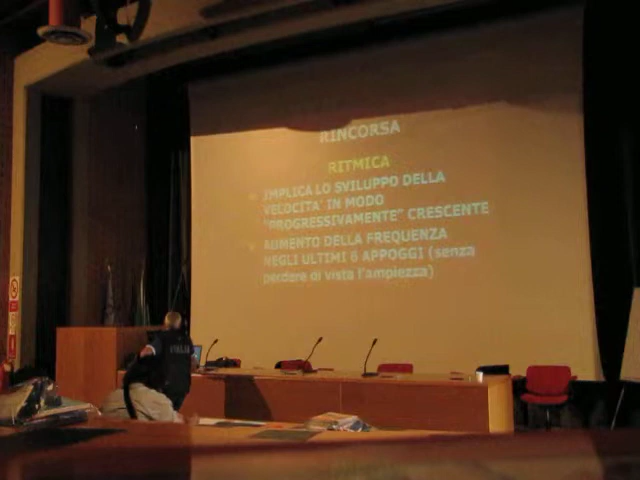 RINCORSA
RITMICA
IMPLICA LO SVILUPPO DELLA
VELOCITA' IN MODO
"PROGRESSIVAMENTE" CRESCENTE
AUMENTO DELLA FREQUENZA
NEGLI ULTIMI 6 APPOGGI (senza
perdere di vista l'ampiezza)
ITALIA